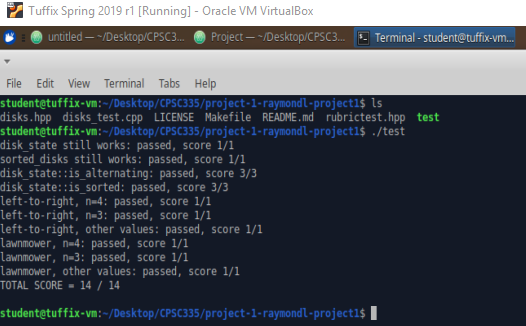 Tuffix Spring 2019 r1 [Running] - Oracle VM VirtualBox
untitled — ~/Desktop/CPSC3... Project — ~/Desktop/CPSC3... Terminal - student@tuffix-vm...
File Edit View Terminal Tabs Help
student@tuffix-vm:~/Desktop/CPSC335/project-1-raymondl-project1$ ls
disks.hpp disks_test.cpp LICENSE Makefile README.md rubrictest.hpp test
student@tuffix-vm:~/Desktop/CPSC335/project-1-raymondl-project1$ ./test
disk_state still works: passed, score 1/1
sorted_disks still works: passed, score 1/1
disk_state::is_alternating: passed, score 3/3
disk_state::is_sorted: passed, score 3/3
left-to-right, n=4: passed, score 1/1
left-to-right, n=3: passed, score 1/1
left-to-right, other values: passed, score 1/1
lawnmower, n=4: passed, score 1/1
lawnmower, n=3: passed, score 1/1
lawnmower, other values: passed, score 1/1
TOTAL SCORE = 14 / 14
student@tuffix-vm:~/Desktop/CPSC335/project-1-raymondl-project1$